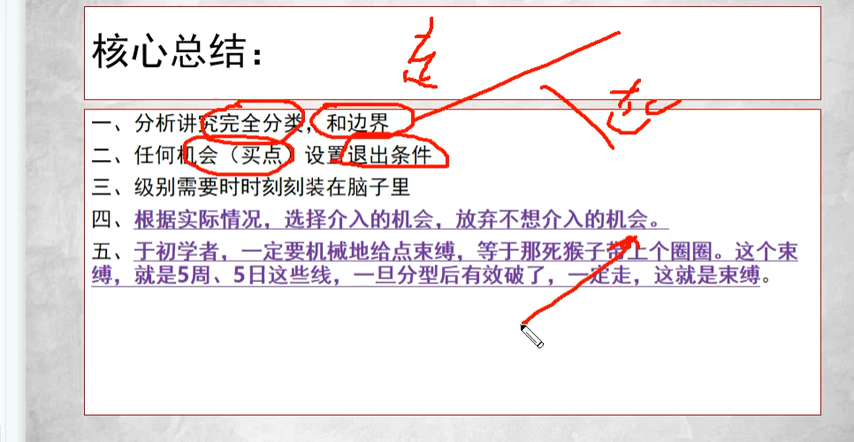 核心总结：
走
一、分析讲究完全分类，和边界
二、任何机会（买点）设置退出条件
三、级别需要时时刻刻装在脑子里
四、根据实际情况，选择介入的机会，放弃不想介入的机会。
五、于初学者，一定要机械地给点束缚，等于那死猴子带上个圈圈。这个束
缚，就是5周、5日这些线，一旦分型后有效破了，一定走，这就是束缚。